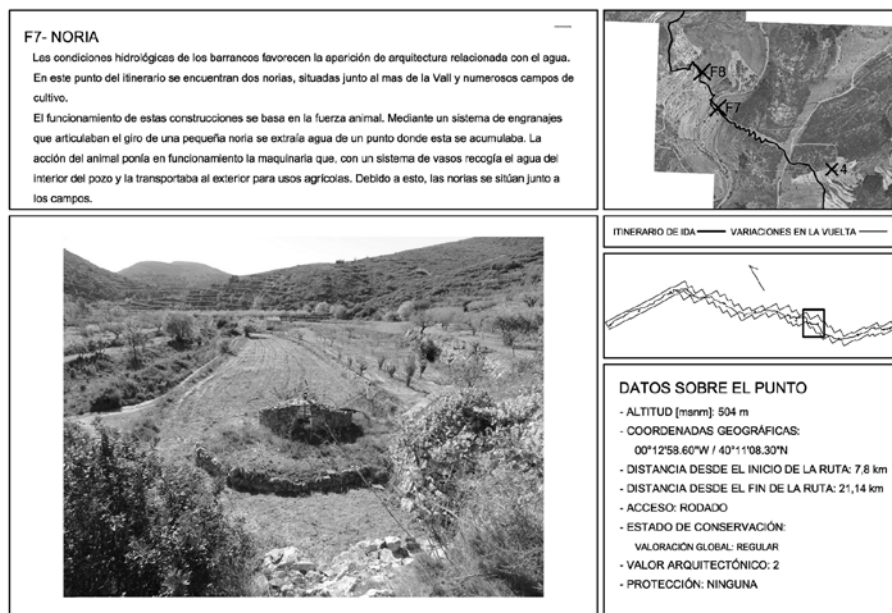 F7- NORIA
Las condiciones hidrológicas de los barrancos favorecen la aparición de arquitectura relacionada con el agua.
En este punto del itinerario se encuentran dos norias, situadas junto al mas de la Vall y numerosos campos de
cultivo.
El funcionamiento de estas construcciones se basa en la fuerza animal. Mediante un sistema de engranajes
que articulaban el giro de una pequeña noria se extraía agua de un punto donde esta se acumulaba. La
acción del animal ponía en funcionamiento la maquinaria que, con un sistema de vasos recogía el agua del
interior del pozo y la transportaba al exterior para usos agrícolas. Debido a esto, las norias se sitúan junto a
los campos.
F8
F7
4
ITINERARIO DE IDA
VARIACIONES EN LA VUELTA
DATOS SOBRE EL PUNTO
- ALTITUD [msnm]: 504 m
- COORDENADAS GEOGRÁFICAS:
00°12'58.60"W / 40°11'08.30"N
- DISTANCIA DESDE EL INICIO DE LA RUTA: 7,8 km
- DISTANCIA DESDE EL FIN DE LA RUTA: 21,14 km
- ACCESO: RODADO
- ESTADO DE CONSERVACIÓN:
VALORACIÓN GLOBAL: REGULAR
- VALOR ARQUITECTÓNICO: 2
- PROTECCIÓN: NINGUNA